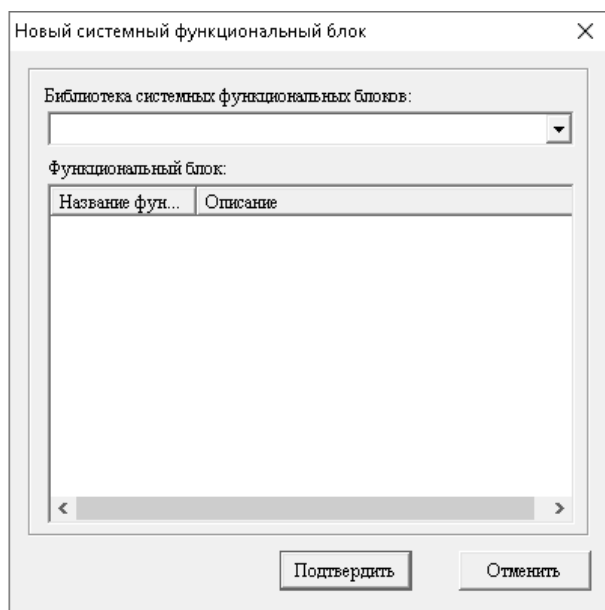 Новый системный функциональный блок
Библиотека системных функциональных блоков:
Функциональный блок:
Название фун... Описание
Подтвердить Отменить